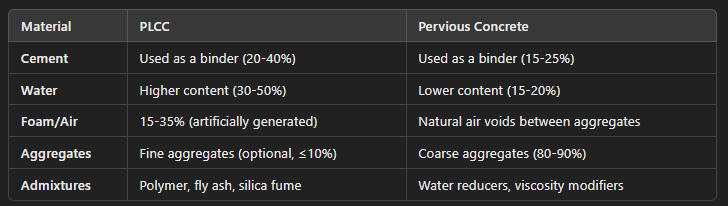 Material PLCC Pervious Concrete
Cement Used as a binder (20-40%) Used as a binder (15-25%)
Water Higher content (30-50%) Lower content (15-20%)
Foam/Air 15-35% (artificially generated) Natural air voids between aggregates
Aggregates Fine aggregates (optional, ≤10%) Coarse aggregates (80-90%)
Admixtures Polymer, fly ash, silica fume Water reducers, viscosity modifiers